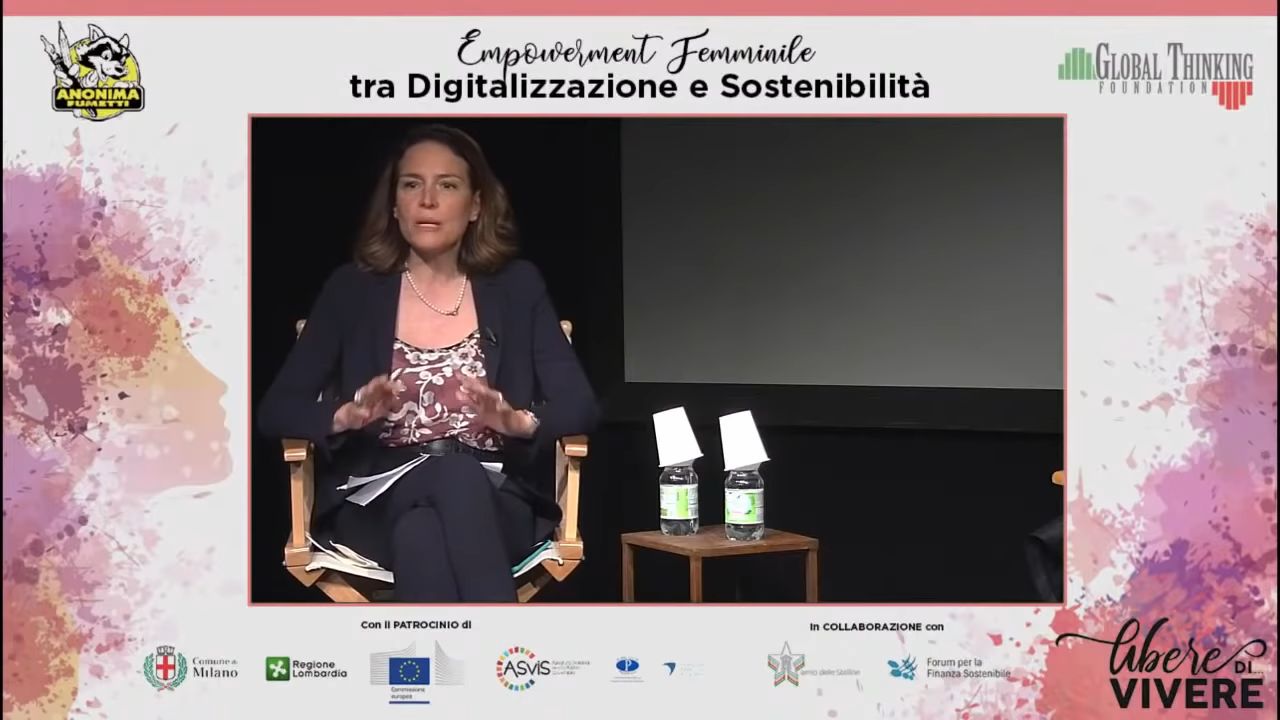 Empowerment Femminile
tra Digitalizzazione e Sostenibilità
ANONIMA
FUMETTI
GLOBAL THINKING
FOUNDATION
Con il PATROCINIO di
In COLLABORAZIONE con
Comune di
Milano
Regione
Lombardia
Commissione
europea
ASviS
Forum per la
Finanza Sostenibile
libere
DI...
VIVERE